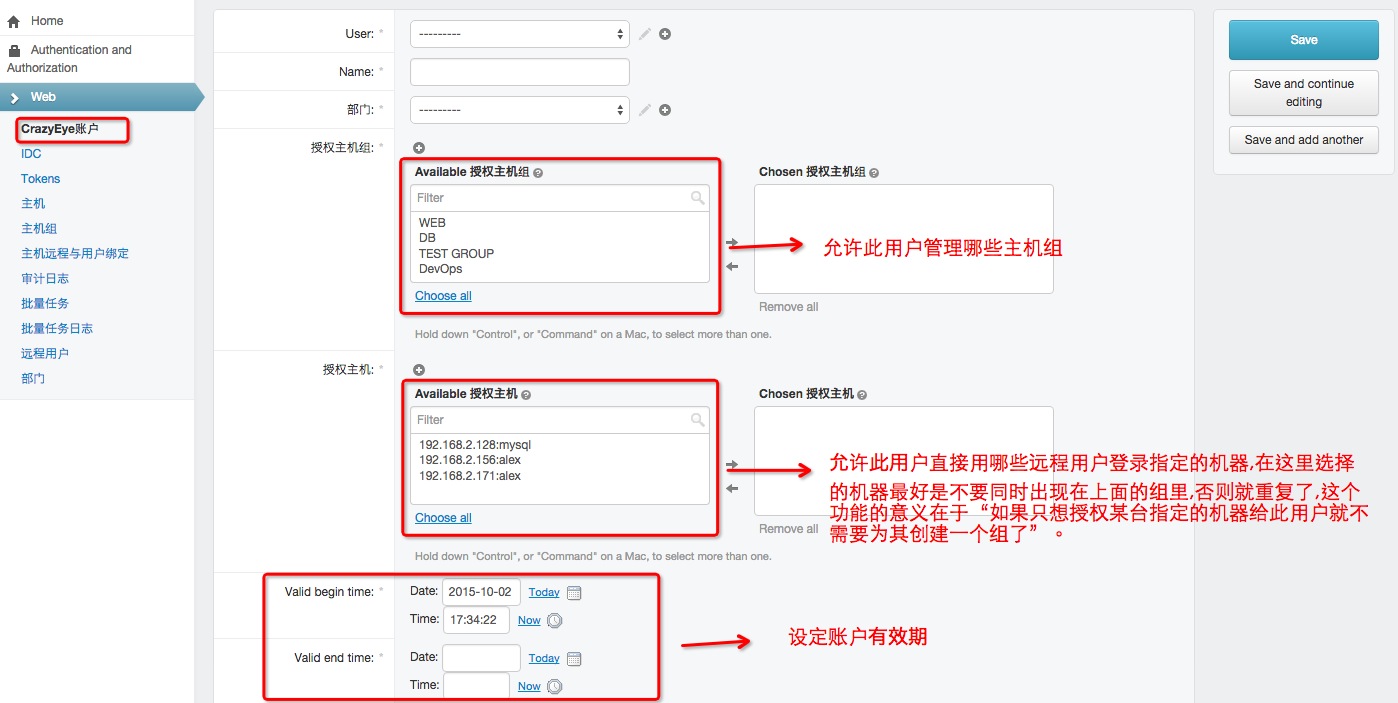 Home
Authentication and
Authorization
Web
CrazyEye账户
IDC
Tokens
主机
主机组
主机远程与用户绑定
审计日志
批量任务
批量任务日志
远程用户
部门
User: *
---------
Name: *
部门: *
---------
授权主机组: *
Available 授权主机组
Filter
WEB
DB
TEST GROUP
DevOps
Choose all
Chosen 授权主机组
允许此用户管理哪些主机组
Remove all
Hold down "Control", or "Command" on a Mac, to select more than one.
授权主机: *
Available 授权主机
Filter
192.168.2.128:mysql
192.168.2.156:alex
192.168.2.171:alex
Choose all
Chosen 授权主机
允许此用户直接用哪些远程用户登录指定的机器,在这里选择
的机器最好是不要同时出现在上面的组里,否则就重复了,这个
功能的意义在于“如果只想授权某台指定的机器给此用户就不
需要为其创建一个组了”。
Remove all
Hold down "Control", or "Command" on a Mac, to select more than one.
Valid begin time: *
Date: 2015-10-02 Today
Time: 17:34:22 Now
Valid end time: *
Date: Today
Time: Now
设定账户有效期
Save
Save and continue
editing
Save and add another